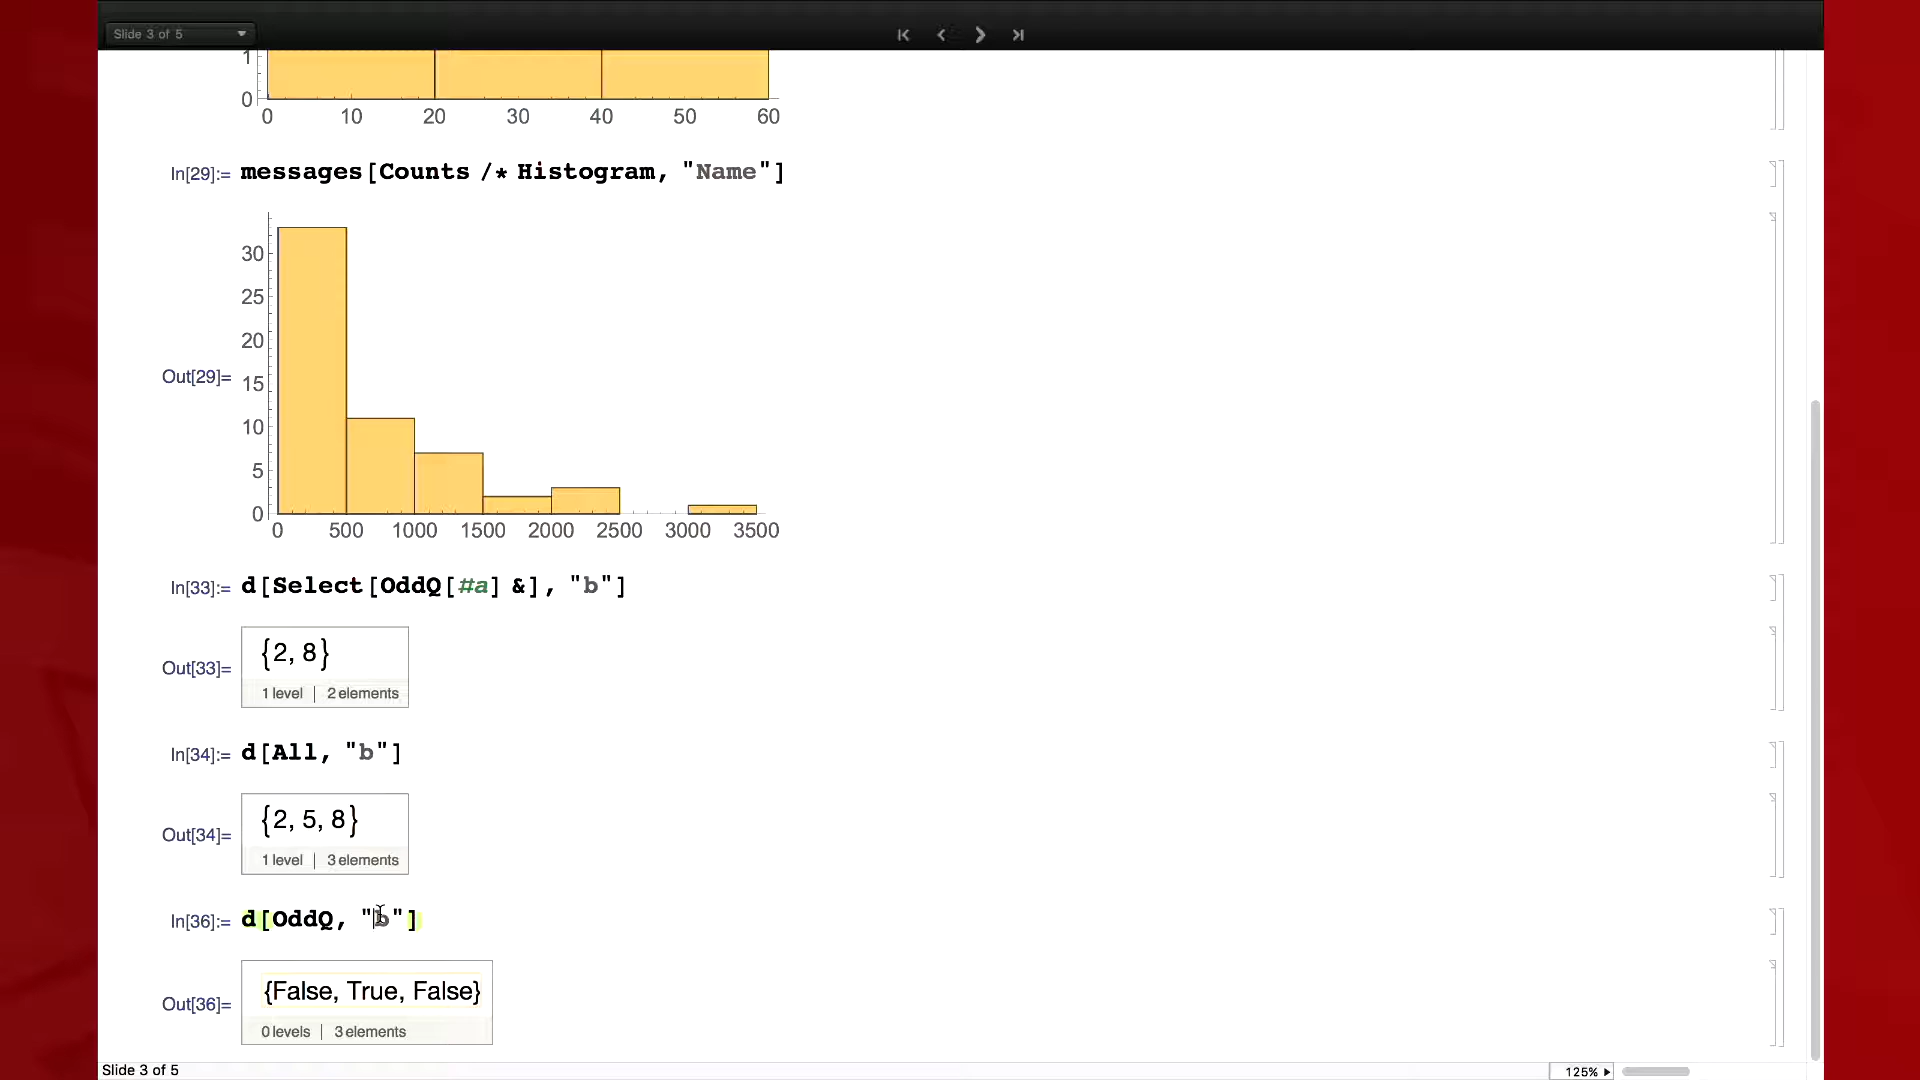 Slide 3 of 5
1
0
0 10 20 30 40 50 60
In[29]:= messages[Counts /* Histogram, "Name"]
30
25
20
Out[29]= 15
10
5
0
0 500 1000 1500 2000 2500 3000 3500
In[33]:= d[Select[OddQ[#a] &], "b"]
{2, 8}
Out[33]=
1 level | 2 elements
In[34]:= d[All, "b"]
{2, 5, 8}
Out[34]=
1 level | 3 elements
In[36]:= d[OddQ, "b"]
{False, True, False}
Out[36]=
0 levels | 3 elements
Slide 3 of 5
125%